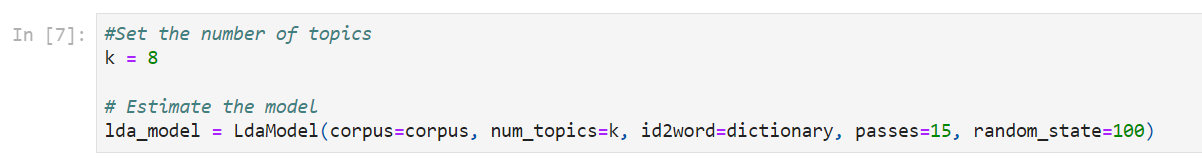 In [7]:
#Set the number of topics
k = 8
# Estimate the model
lda_model = LdaModel(corpus=corpus, num_topics=k, id2word=dictionary, passes=15, random_state=100)